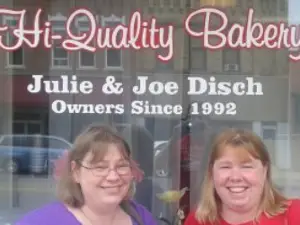 Hi-Quality Bakery
Julie & Joe Disch
Owners Since 1992